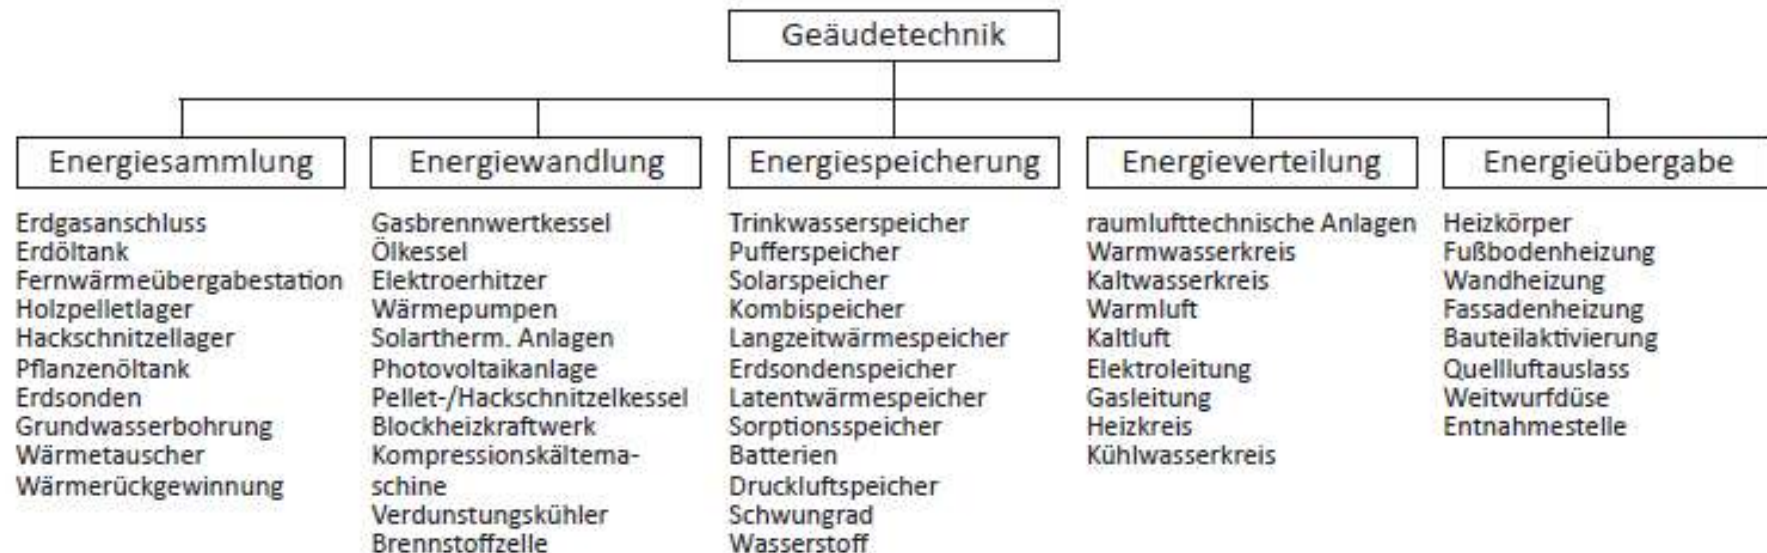 Geäudetechnik
Energiesammlung
Erdgasanschluss
Erdöltank
Fernwärmeübergabestation
Holzpelletlager
Hackschnitzellager
Pflanzenöltank
Erdsonden
Grundwasserbohrung
Wärmetauscher
Wärmerückgewinnung
Energiewandlung
Gasbrennwertkessel
Ölkessel
Elektroerhitzer
Wärmepumpen
Solartherm. Anlagen
Photovoltaikanlage
Pellet-/Hackschnitzelkessel
Blockheizkraftwerk
Kompressionskältema-
schine
Verdunstungskühler
Brennstoffzelle
Energiespeicherung
Trinkwasserspeicher
Pufferspeicher
Solarspeicher
Kombispeicher
Langzeitwärmespeicher
Erdsondenspeicher
Latentwärmespeicher
Sorptionsspeicher
Batterien
Druckluftspeicher
Schwungrad
Wasserstoff
Energieverteilung
raumlufttechnische Anlagen
Warmwasserkreis
Kaltwasserkreis
Warmluft
Kaltluft
Elektroleitung
Gasleitung
Heizkreis
Kühlwasserkreis
Energieübergabe
Heizkörper
Fußbodenheizung
Wandheizung
Fassadenheizung
Bauteilaktivierung
Quellluftauslass
Weitwurfdüse
Entnahmestelle